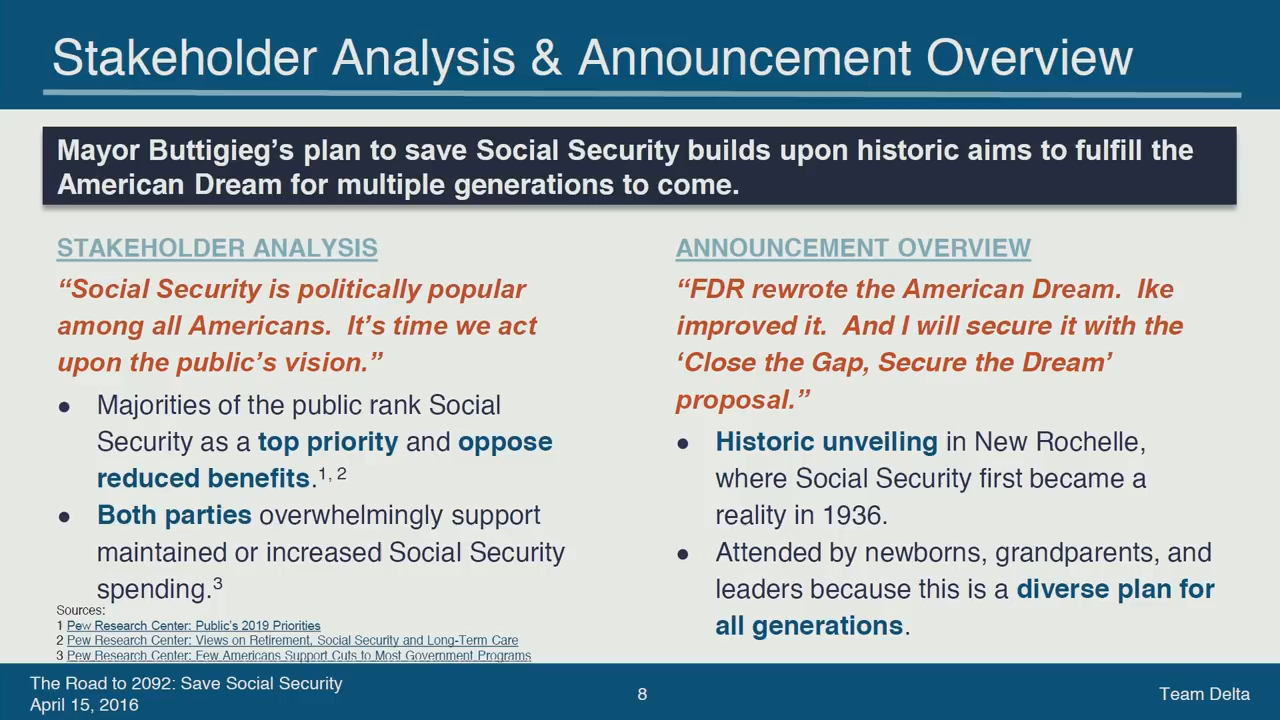 Stakeholder Analysis & Announcement Overview
Mayor Buttigieg’s plan to save Social Security builds upon historic aims to fulfill the
American Dream for multiple generations to come.
STAKEHOLDER ANALYSIS
“Social Security is politically popular
among all Americans.  It’s time we act
upon the public’s vision.”
● Majorities of the public rank Social
Security as a top priority and oppose
reduced benefits.1, 2
● Both parties overwhelmingly support
maintained or increased Social Security
spending.3
Sources:
1 Pew Research Center: Public’s 2019 Priorities
2 Pew Research Center: Views on Retirement, Social Security and Long-Term Care
3 Pew Research Center: Few Americans Support Cuts to Most Government Programs
ANNOUNCEMENT OVERVIEW
“FDR rewrote the American Dream.  Ike
improved it.  And I will secure it with the
‘Close the Gap, Secure the Dream’
proposal.”
● Historic unveiling in New Rochelle,
where Social Security first became a
reality in 1936.
● Attended by newborns, grandparents, and
leaders because this is a diverse plan for
all generations.
The Road to 2092: Save Social Security
April 15, 2016
8
Team Delta